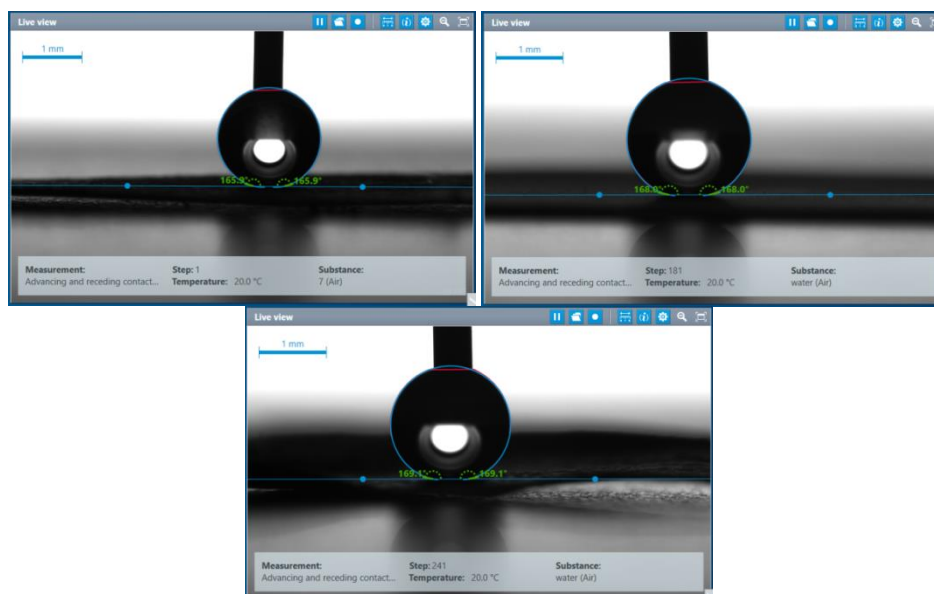 Live view
1 mm
165.9° 165.9°
Measurement: Step: 1 Substance:
Advancing and receding contact... Temperature: 20.0 °C 7 (Air)
Live view
1 mm
168.0° 168.0°
Measurement: Step: 181 Substance:
Advancing and receding contact... Temperature: 20.0 °C water (Air)
Live view
1 mm
169.1° 169.1°
Measurement: Step: 241 Substance:
Advancing and receding contact... Temperature: 20.0 °C water (Air)